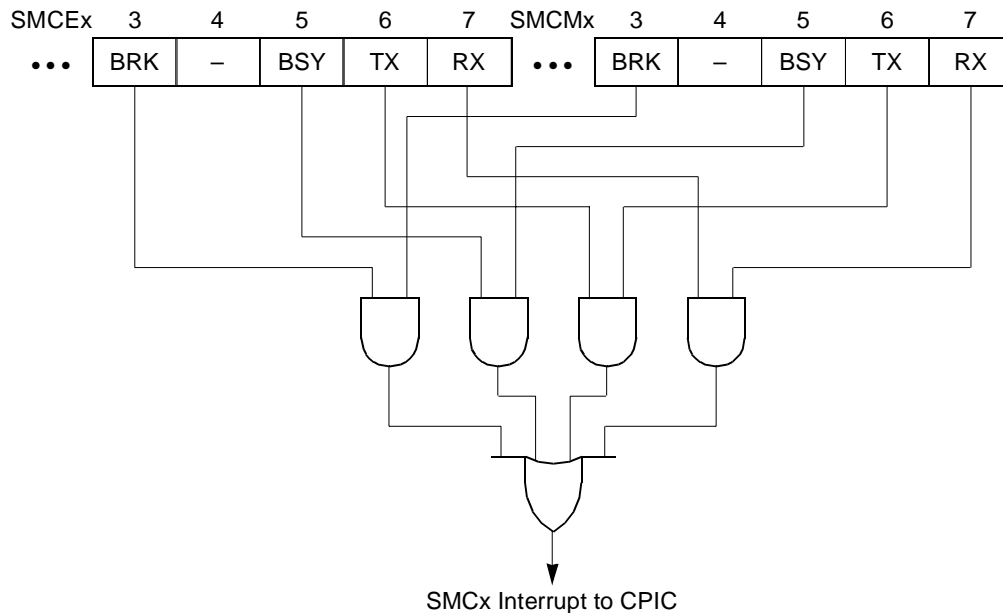 SMCEx 3 4 5 6 7 SMCMx 3 4 5 6 7
••• BRK – BSY TX RX ••• BRK – BSY TX RX
SMCx Interrupt to CPIC